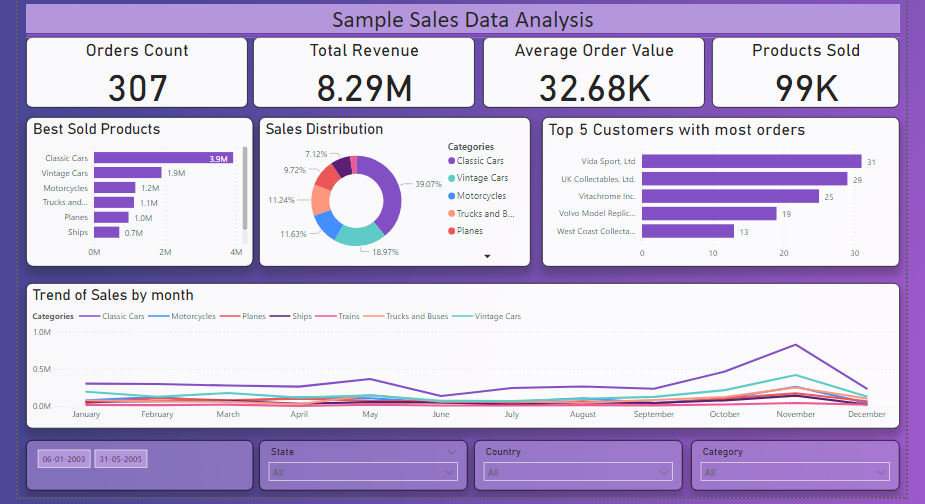 Sample Sales Data Analysis
Orders Count
307
Total Revenue
8.29M
Average Order Value
32.68K
Products Sold
99K
Best Sold Products
Classic Cars 3.9M
Vintage Cars 1.9M
Motorcycles 1.2M
Trucks and... 1.1M
Planes 1.0M
Ships 0.7M
0M 2M 4M
Sales Distribution
7.12%
9.72%
11.24%
11.63%
18.97%
39.07%
Categories
Classic Cars
Vintage Cars
Motorcycles
Trucks and B...
Planes
Top 5 Customers with most orders
Vida Sport, Ltd 31
UK Collectables, Ltd. 29
Vitachrome Inc. 25
Volvo Model Replic... 19
West Coast Collecta... 13
0 10 20 30
Trend of Sales by month
Categories Classic Cars Motorcycles Planes Ships Trains Trucks and Buses Vintage Cars
1.0M
0.5M
0.0M
January February March April May June July August September October November December
06-01-2003 31-05-2005
State
All
Country
All
Category
All